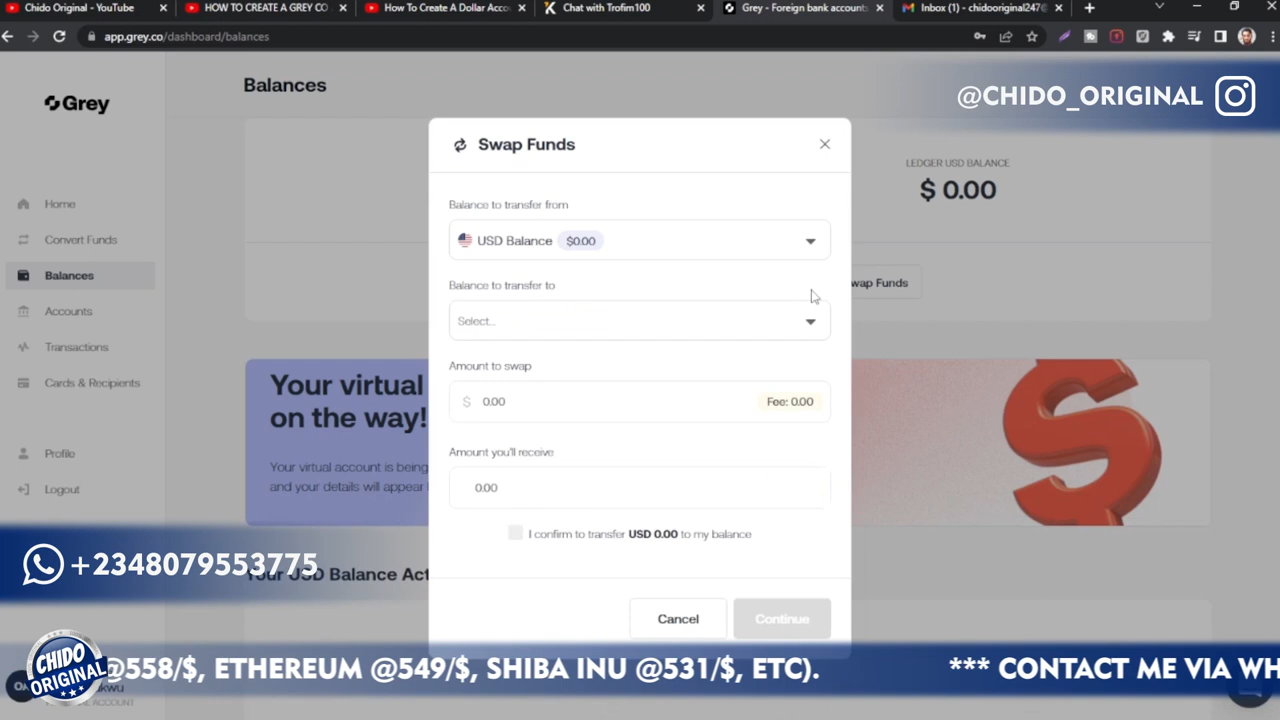 Chido Original - YouTube
HOW TO CREATE A GREY CO
How To Create A Dollar Acco
Chat with Trofim100
Grey - Foreign bank accounts
Inbox (1) - chidooriginal247@
app.grey.co/dashboard/balances
Grey
Balances
@CHIDO_ORIGINAL
Swap Funds
LEDGER USD BALANCE
$ 0.00
Balance to transfer from
USD Balance $0.00
Home
Convert Funds
Balances
Balance to transfer to
wap Funds
Accounts
Select...
Transactions
Amount to swap
Cards & Recipients
Your virtual
on the way!
$ 0.00 Fee: 0.00
Profile
Amount you'll receive
Your virtual account is being
and your details will appear
Logout
0.00
I confirm to transfer USD 0.00 to my balance
+2348079553775
Your USD Balance Act
Cancel
Continue
CHIDO
ORIGINAL
@558/$, ETHEREUM @549/$, SHIBA INU @531/$, ETC).
*** CONTACT ME VIA WH